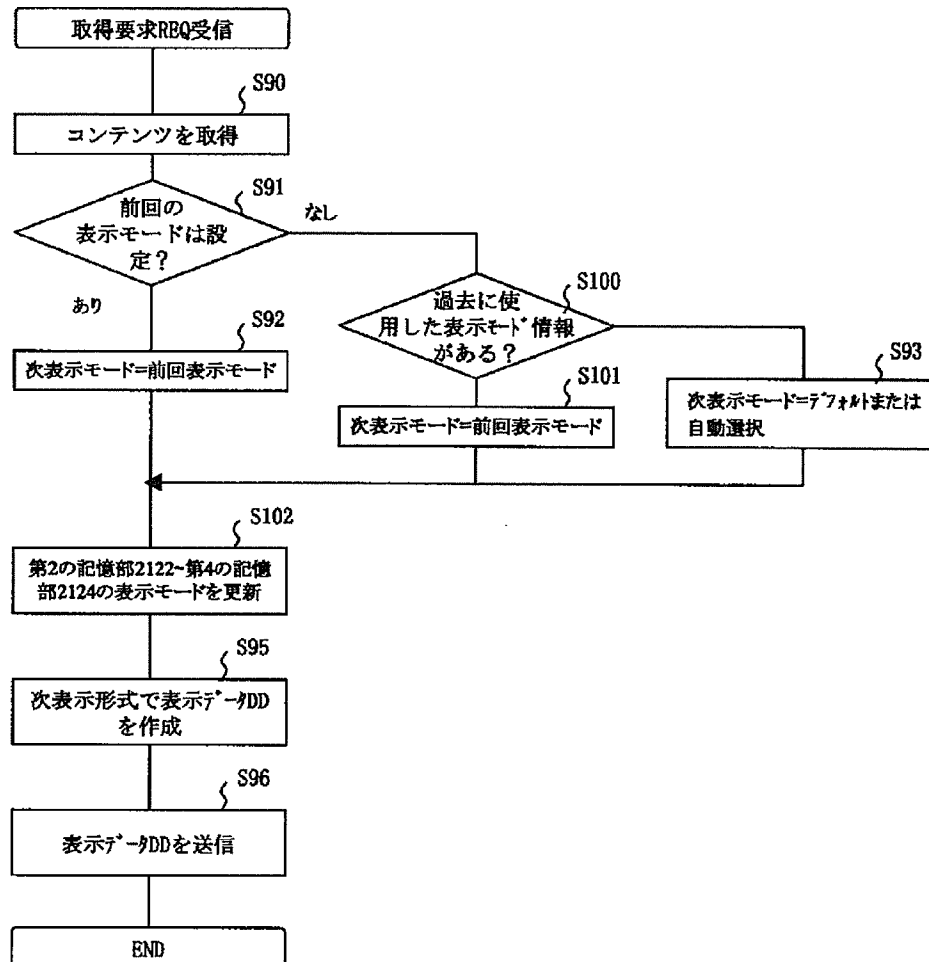 取得要求REQ受信
S90
コンテンツを取得
S91
前回の
表示モードは設
定？
なし
あり
S100
過去に使
用した表示ﾓｰﾄﾞ情報
がある？
S92
次表示モード=前回表示モード
S101
次表示モード=前回表示モード
S93
次表示モード=ﾃﾞﾌｫﾙﾄまたは
自動選択
S102
第2の記憶部2122~第4の記憶
部2124の表示モードを更新
S95
次表示形式で表示ﾃﾞｰﾀDD
を作成
S96
表示ﾃﾞｰﾀDDを送信
END